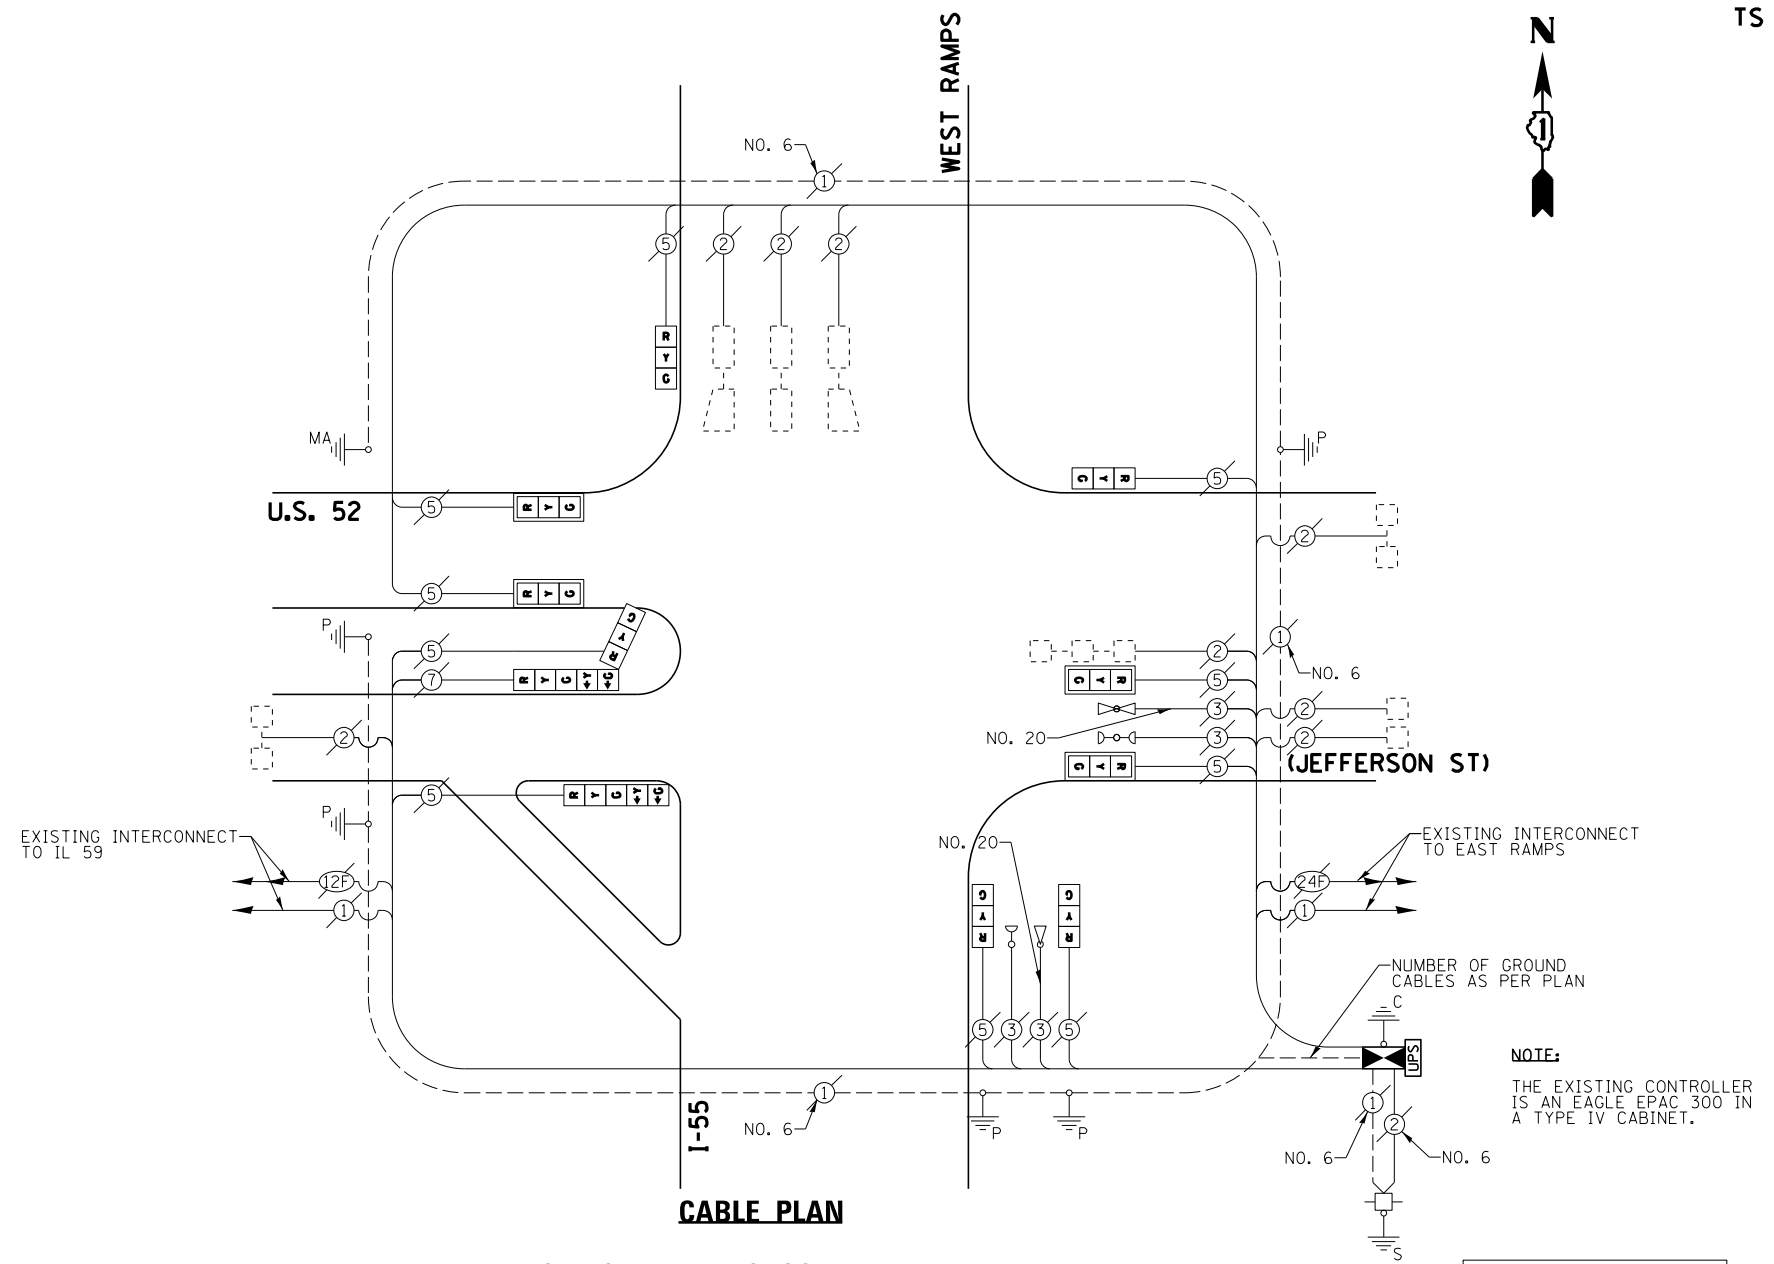 TS
N
1
WEST RAMPS
NO. 6
1
5
2
2
2
R
Y
G
MA
P
U.S. 52
5
R Y G
R Y G
5
2
5
R Y G
P
5
R Y G
1
NO. 6
2
5
7
R Y G ←Y ←G
R Y G
5
2
3
2
NO. 20
3
2
R Y G
5
(JEFFERSON ST)
5
R Y G ←Y ←G
P
EXISTING INTERCONNECT
TO IL 59
12F
1
NO. 20
EXISTING INTERCONNECT
TO EAST RAMPS
24F
1
G
Y
R
G
Y
R
5
3
3
5
NUMBER OF GROUND
CABLES AS PER PLAN
C
UPS
NOTE:
THE EXISTING CONTROLLER
IS AN EAGLE EPAC 300 IN
A TYPE IV CABINET.
1
NO. 6
I-55
P
P
1
2
NO. 6
NO. 6
S
CABLE PLAN